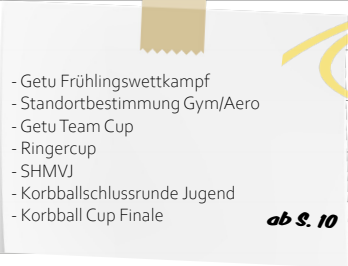 - Getu Frühlingswettkampf
- Standortbestimmung Gym/Aero
- Getu Team Cup
- Ringercup
- SHMVJ
- Korbballschlussrunde Jugend
- Korbball Cup Finale
ab S. 10